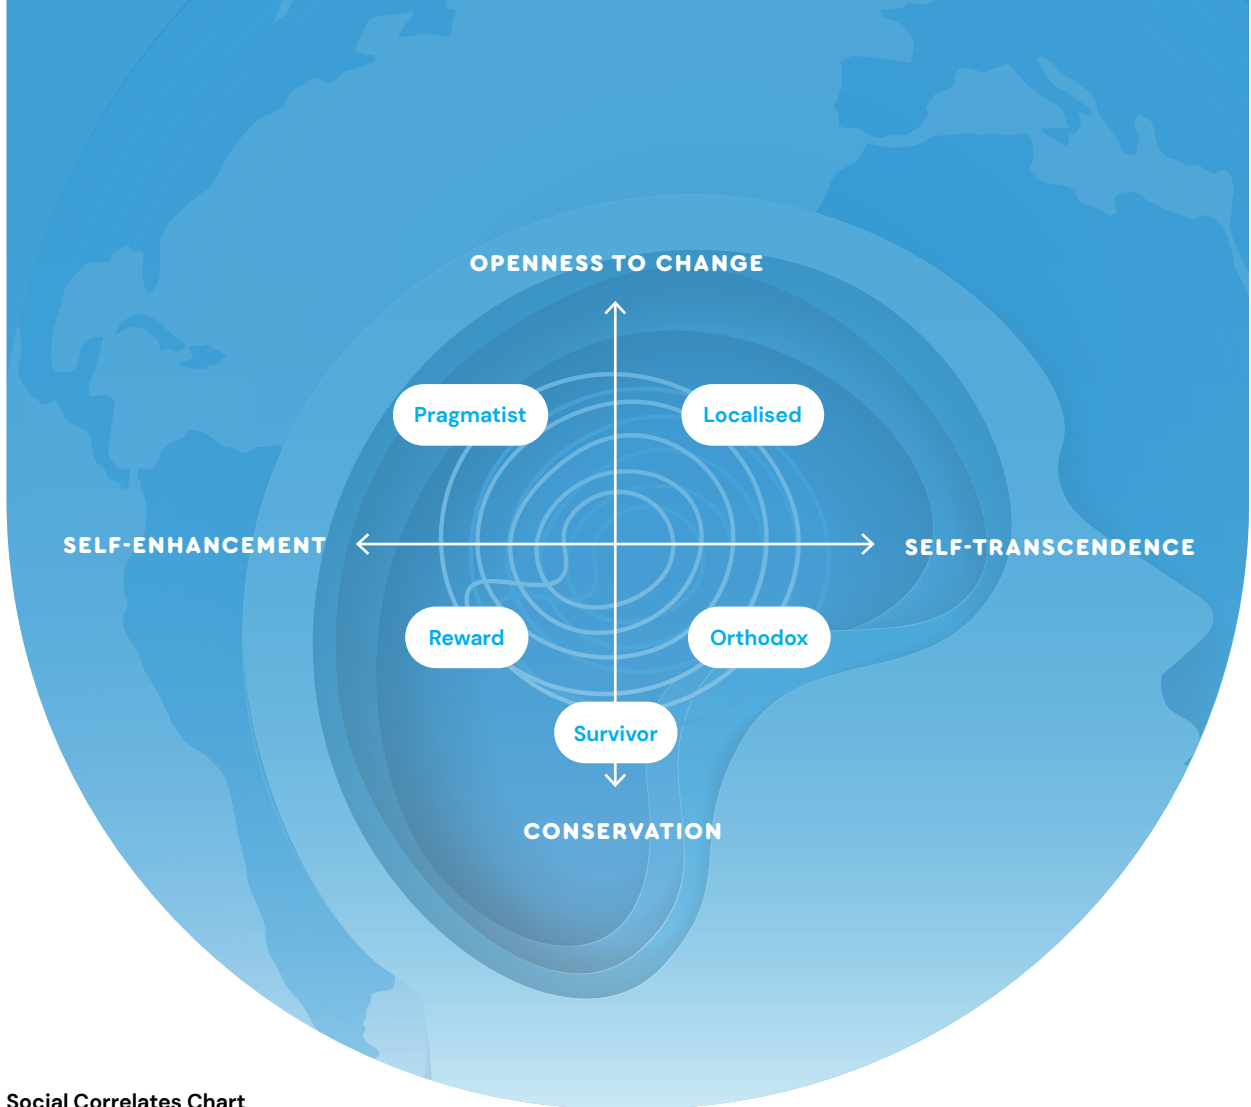 OPENNESS TO CHANGE
Pragmatist
Localised
SELF-ENHANCEMENT
SELF-TRANSCENDENCE
Reward
Orthodox
Survivor
CONSERVATION
Social Correlates Chart